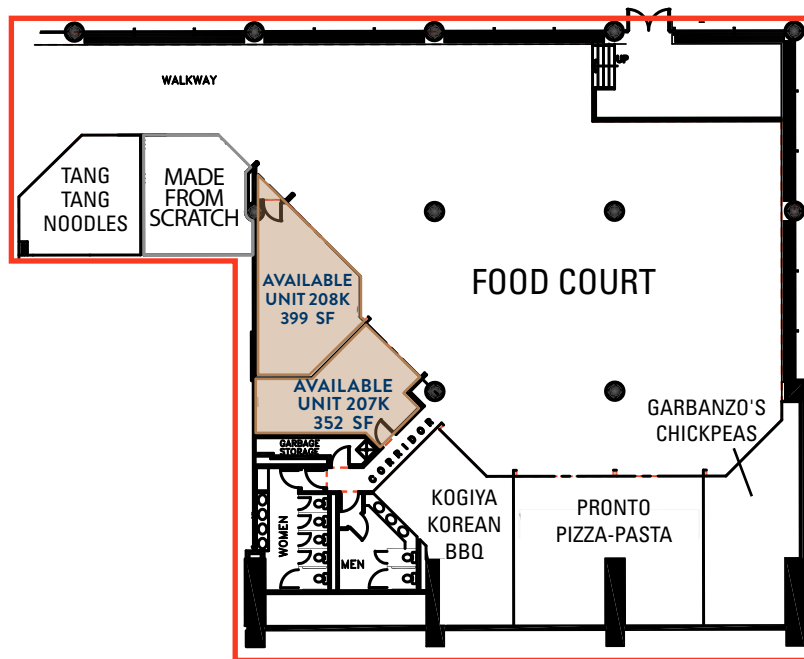 UP
WALKWAY
TANG
TANG
NOODLES
MADE
FROM
SCRATCH
AVAILABLE
UNIT 208K
399 SF
FOOD COURT
AVAILABLE
UNIT 207K
352 SF
GARBANZO'S
CHICKPEAS
GARBAGE
STORAGE
CORRIDOR
KOGIYA
KOREAN
BBQ
PRONTO
PIZZA-PASTA
WOMEN
MEN